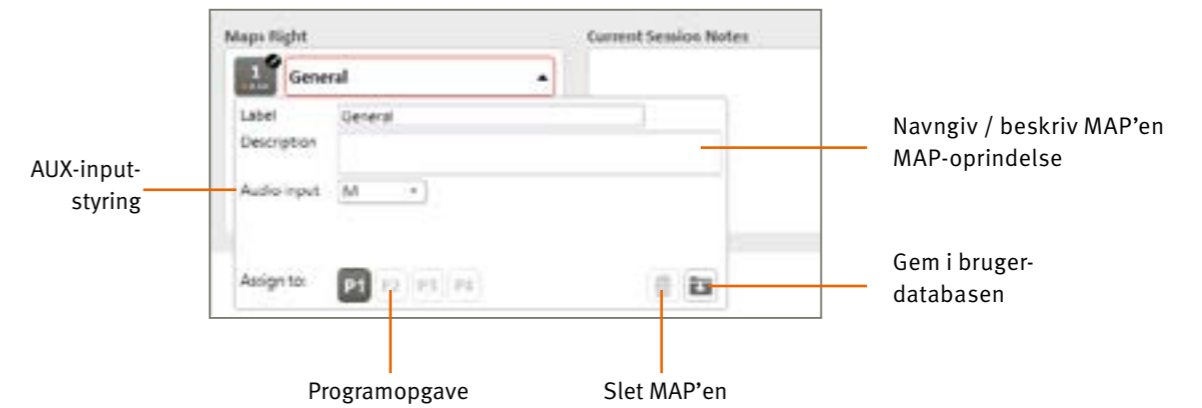 Maps Right
Current Session Notes
1
General
Label
General
Description
Navngiv / beskriv MAP’en
MAP-oprindelse
AUX-input-
styring
Audio input
M
Assign to:
P1 P2 P3 P4
Gem i bruger-
databasen
Programopgave
Slet MAP’en